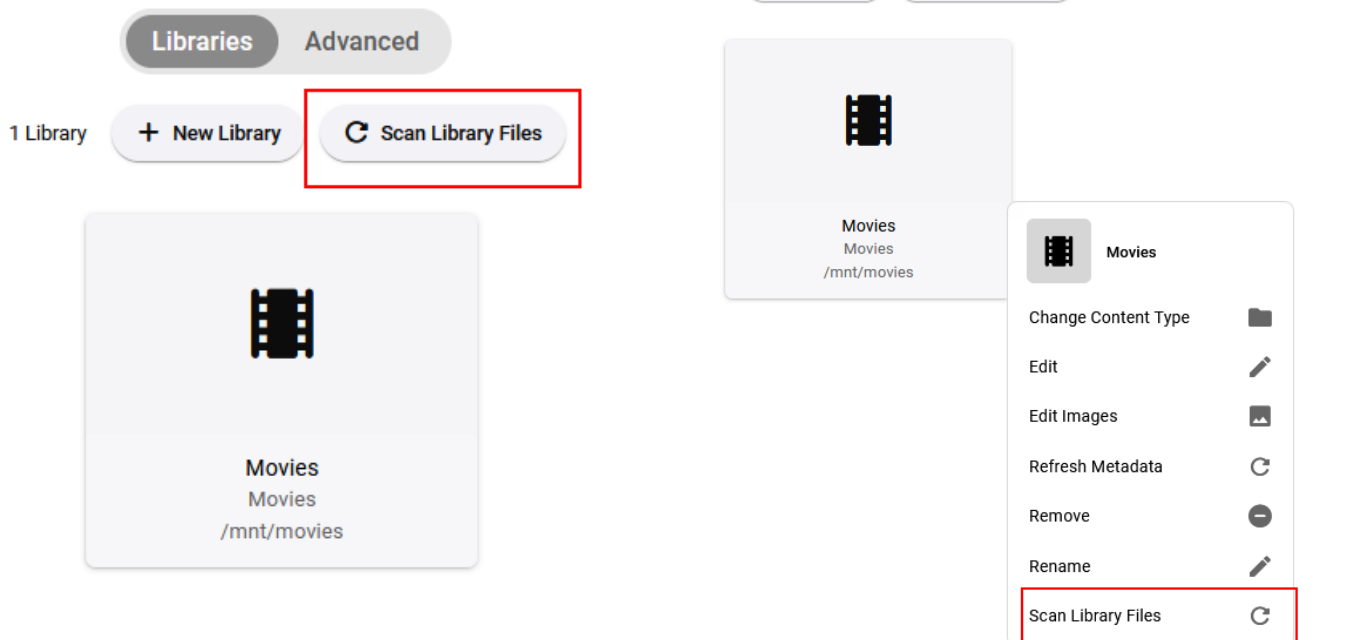 Libraries
Advanced
1 Library
+ New Library
Scan Library Files
Movies
Movies
/mnt/movies
Movies
Movies
/mnt/movies
Movies
Change Content Type
Edit
Edit Images
Refresh Metadata
Remove
Rename
Scan Library Files